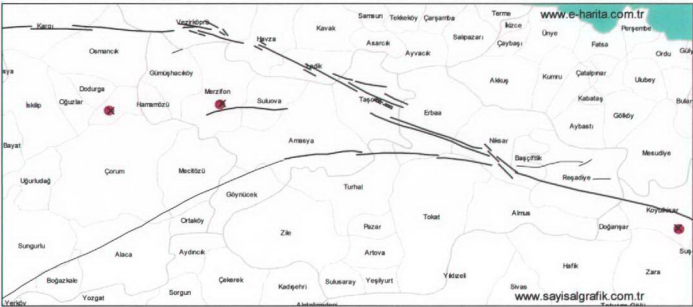 Samsun Tekkeköy Çarşamba Terme
www.e-harita.com.tr
Kargı Vezirköprü Kavak İkizce Ünye Perşembe
Havza Asarcık Salıpazarı Çaybaşı Fatsa Ordu
Osmancık Ayvacık
Ladik
Gümüşhacıköy Akkuş Kumru Çatalpınar Ulubey
Dodurga Merzifon
İskilip Oğuzlar Hamamözü Suluova Taşova Erbaa Kabataş
Gölköy
Aybastı
Bayat Amasya Niksar Mesudiye
Başçiftlik
Çorum Mecitözü Reşadiye
Uğurludağ Göynücek Turhal
Koyulhisar
Ortaköy Tokat Almus
Zile Pazar Doğanşar
Sungurlu
Alaca Aydıncık Artova Hafik
Boğazkale Çekerek Kadışehri Sulusaray Yeşilyurt Yıldızeli Zara
Yerköy Yozgat Sorgun Sivas
www.sayisalgrafik.com.tr